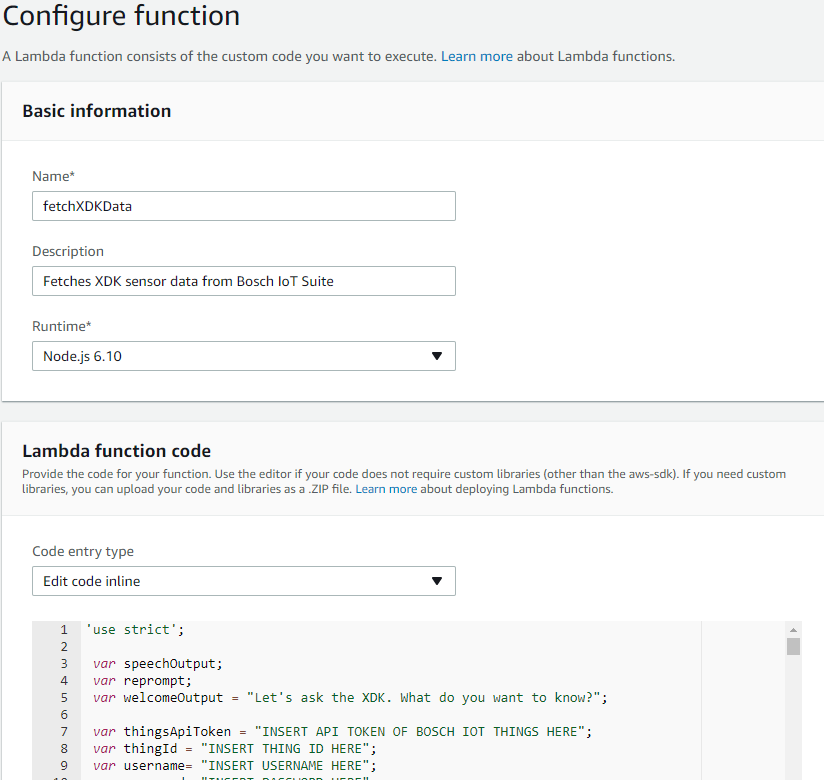 Configure function
A Lambda function consists of the custom code you want to execute. Learn more about Lambda functions.
Basic information
Name*
fetchXDKData
Description
Fetches XDK sensor data from Bosch IoT Suite
Runtime*
Node.js 6.10
Lambda function code
Provide the code for your function. Use the editor if your code does not require custom libraries (other than the aws-sdk). If you need custom
libraries, you can upload your code and libraries as a .ZIP file. Learn more about deploying Lambda functions.
Code entry type
Edit code inline
1 'use strict';
2
3 var speechOutput;
4 var reprompt;
5 var welcomeOutput = "Let's ask the XDK. What do you want to know?";
6
7 var thingsApiToken = "INSERT API TOKEN OF BOSCH IOT THINGS HERE";
8 var thingId = "INSERT THING ID HERE";
9 var username= "INSERT USERNAME HERE";